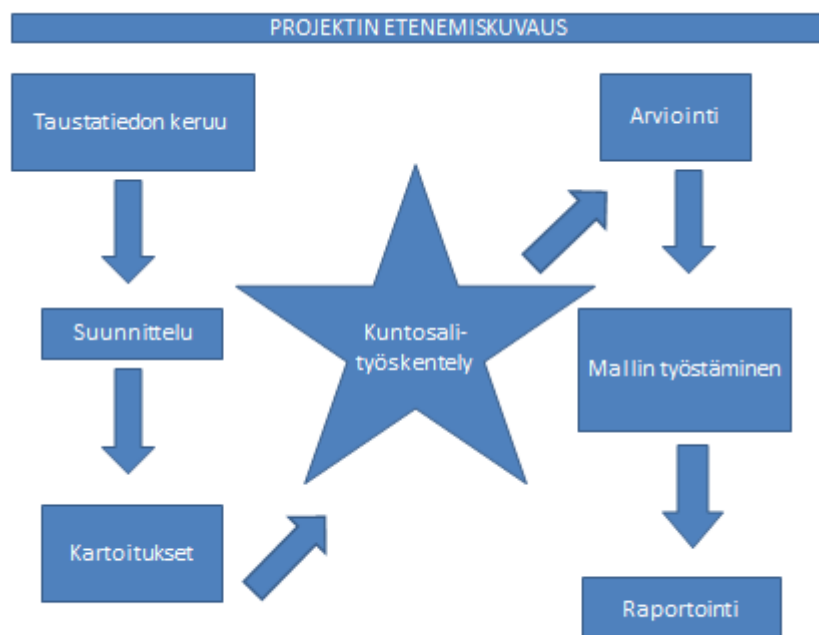 PROJEKTIN ETENEMISKUVAUS
Taustatiedon keruu
Suunnittelu
Kartoitukset
Kuntosali-
työskentely
Arviointi
Mallin työstäminen
Raportointi